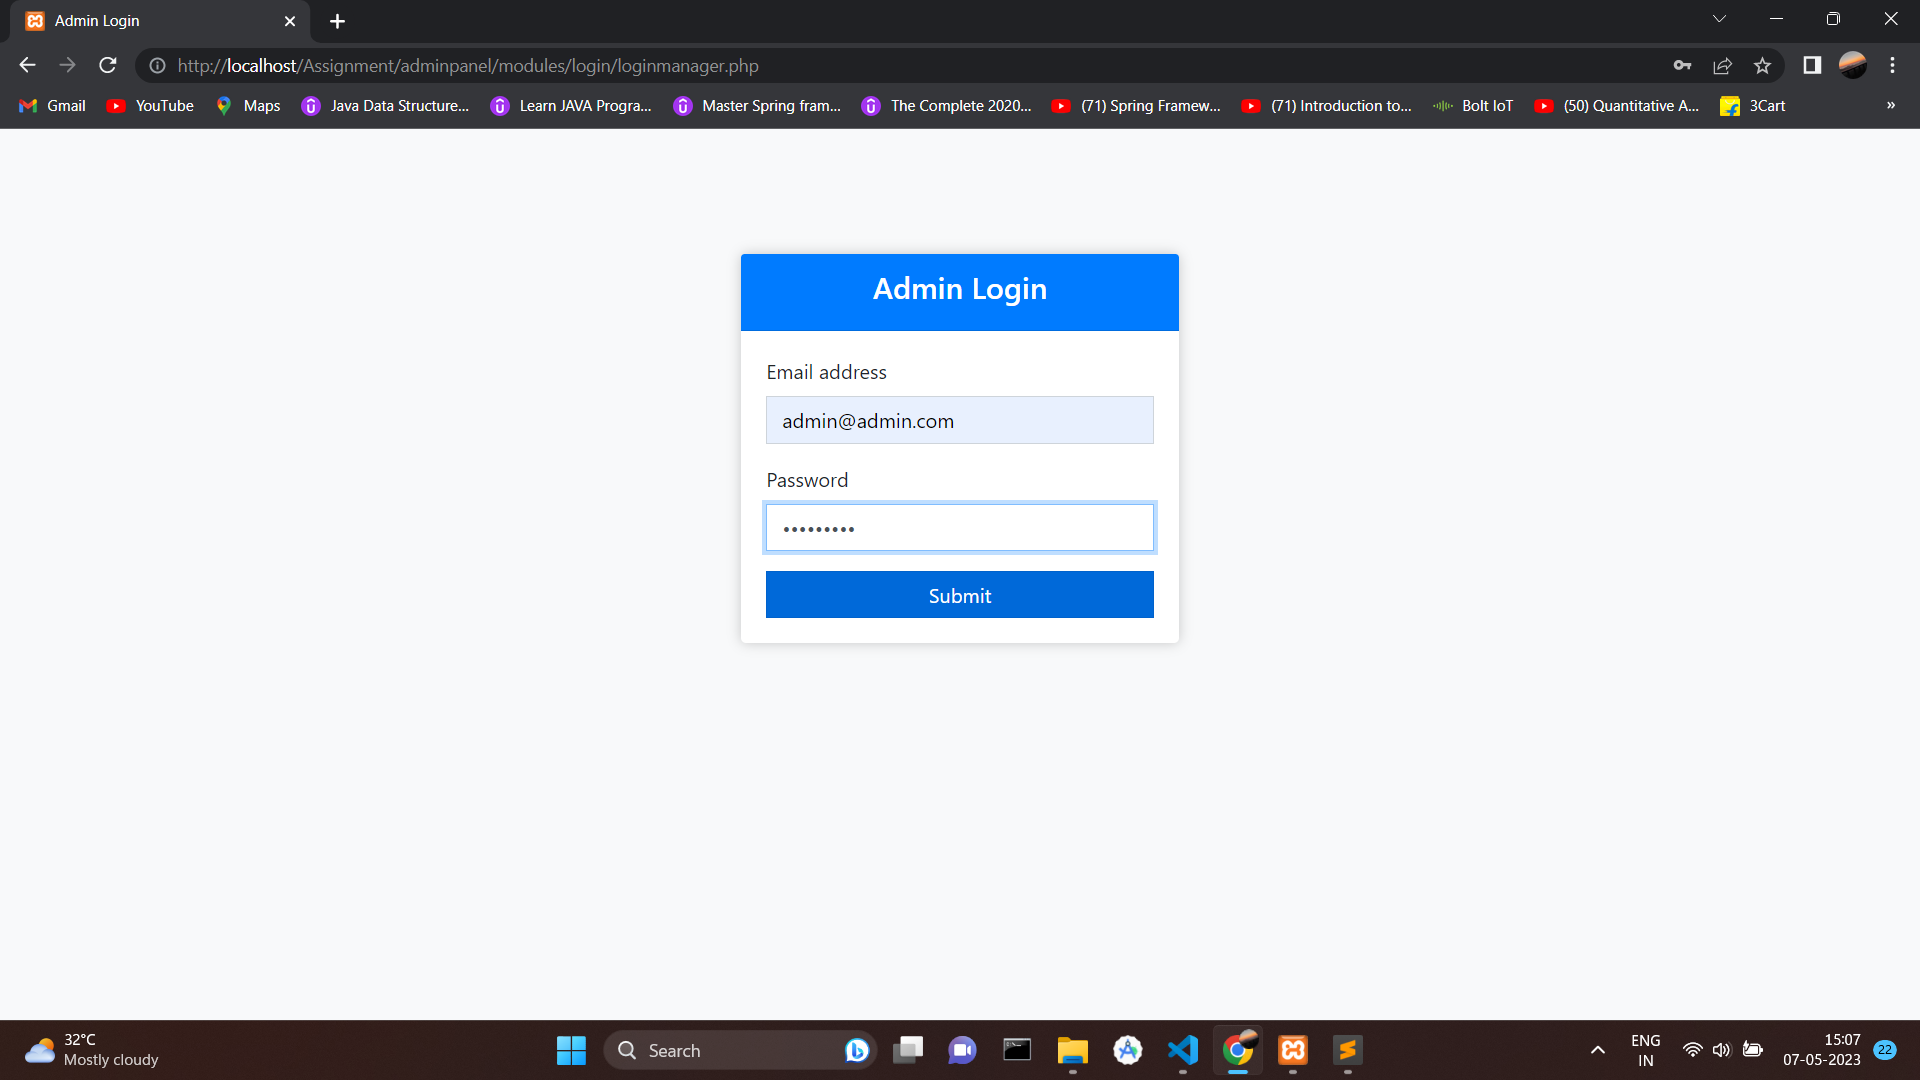 Admin Login
http://localhost/Assignment/adminpanel/modules/login/loginmanager.php
Gmail YouTube Maps Java Data Structure... Learn JAVA Progra... Master Spring fram... The Complete 2020... (71) Spring Framew... (71) Introduction to... Bolt IoT (50) Quantitative A... 3Cart »
Admin Login
Email address
admin@admin.com
Password
•••••••••
Submit
32°C
Mostly cloudy
Search
ENG
IN
15:07
07-05-2023
22